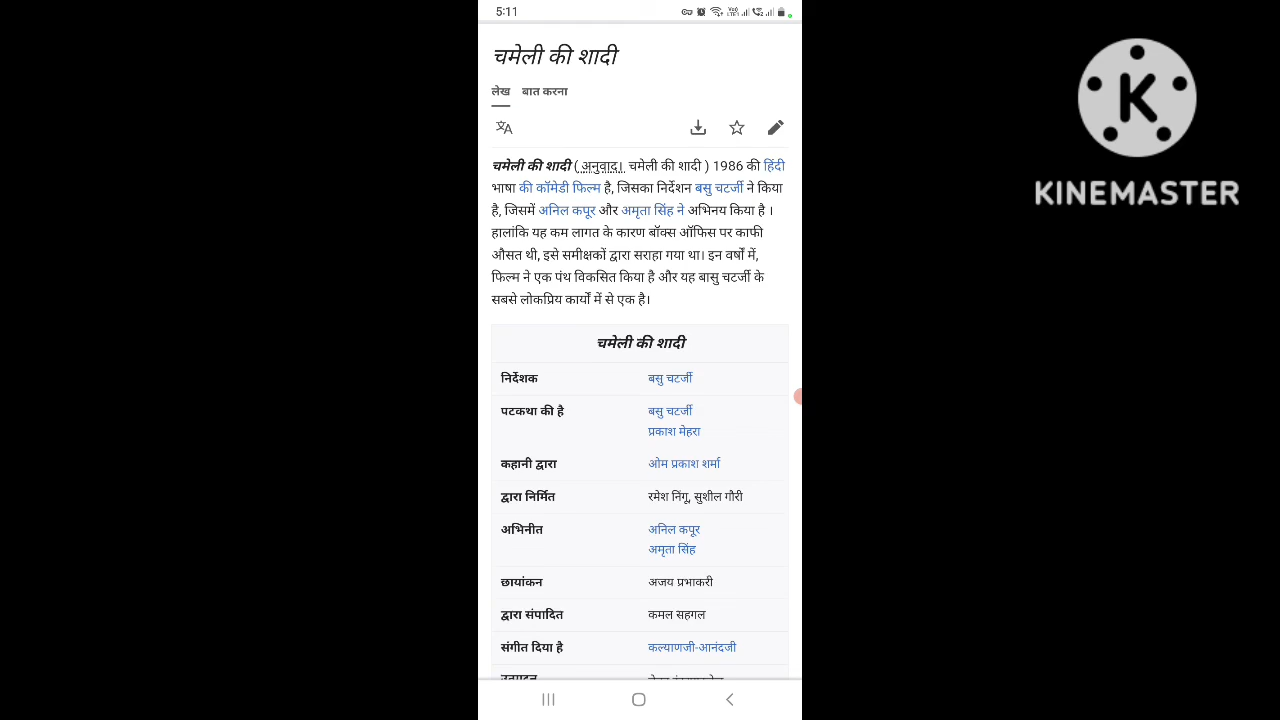 5:11
चमेली की शादी
लेख बात करना
चमेली की शादी ( अनुवाद। चमेली की शादी ) 1986 की हिंदी
भाषा की कॉमेडी फिल्म है, जिसका निर्देशन बसु चटर्जी ने किया
है, जिसमें अनिल कपूर और अमृता सिंह ने अभिनय किया है ।
हालांकि यह कम लागत के कारण बॉक्स ऑफिस पर काफी
औसत थी, इसे समीक्षकों द्वारा सराहा गया था। इन वर्षों में,
फिल्म ने एक पंथ विकसित किया है और यह बासु चटर्जी के
सबसे लोकप्रिय कार्यों में से एक है।
चमेली की शादी
निर्देशक बसु चटर्जी
पटकथा की है बसु चटर्जी
प्रकाश मेहरा
कहानी द्वारा ओम प्रकाश शर्मा
द्वारा निर्मित रमेश निंगू, सुशील गौरी
अभिनीत अनिल कपूर
अमृता सिंह
छायांकन अजय प्रभाकरी
द्वारा संपादित कमल सहगल
संगीत दिया है कल्याणजी-आनंदजी
K
KINEMASTER